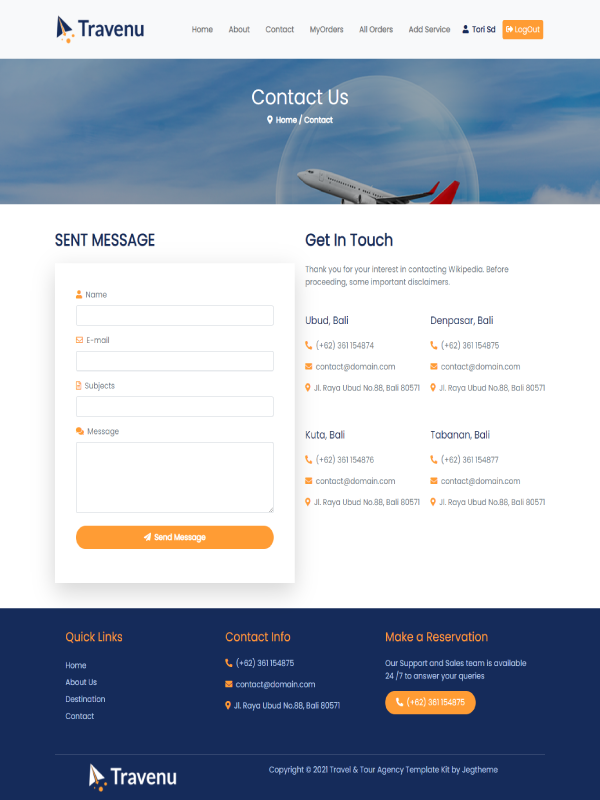 Travenu
Home
About
Contact
MyOrders
All Orders
Add Service
Tori Sd
LogOut
Contact Us
Home / Contact
SENT MESSAGE
Name
E-mail
Subjects
Message
Send Message
Get In Touch
Thank you for your interest in contacting Wikipedia. Before
proceeding, some important disclaimers.
Ubud, Bali
(+62) 361 154874
contact@domain.com
Jl. Raya Ubud No.88, Bali 80571
Denpasar, Bali
(+62) 361 154875
contact@domain.com
Jl. Raya Ubud No.88, Bali 80571
Kuta, Bali
(+62) 361 154876
contact@domain.com
Jl. Raya Ubud No.88, Bali 80571
Tabanan, Bali
(+62) 361 154877
contact@domain.com
Jl. Raya Ubud No.88, Bali 80571
Quick Links
Home
About Us
Destination
Contact
Contact Info
(+62) 361 154875
contact@domain.com
Jl. Raya Ubud No.88, Bali 80571
Make a Reservation
Our Support and Sales team is available
24 /7 to answer your queries
(+62) 361 154875
Travenu
Copyright © 2021 Travel & Tour Agency Template Kit by Jegtheme